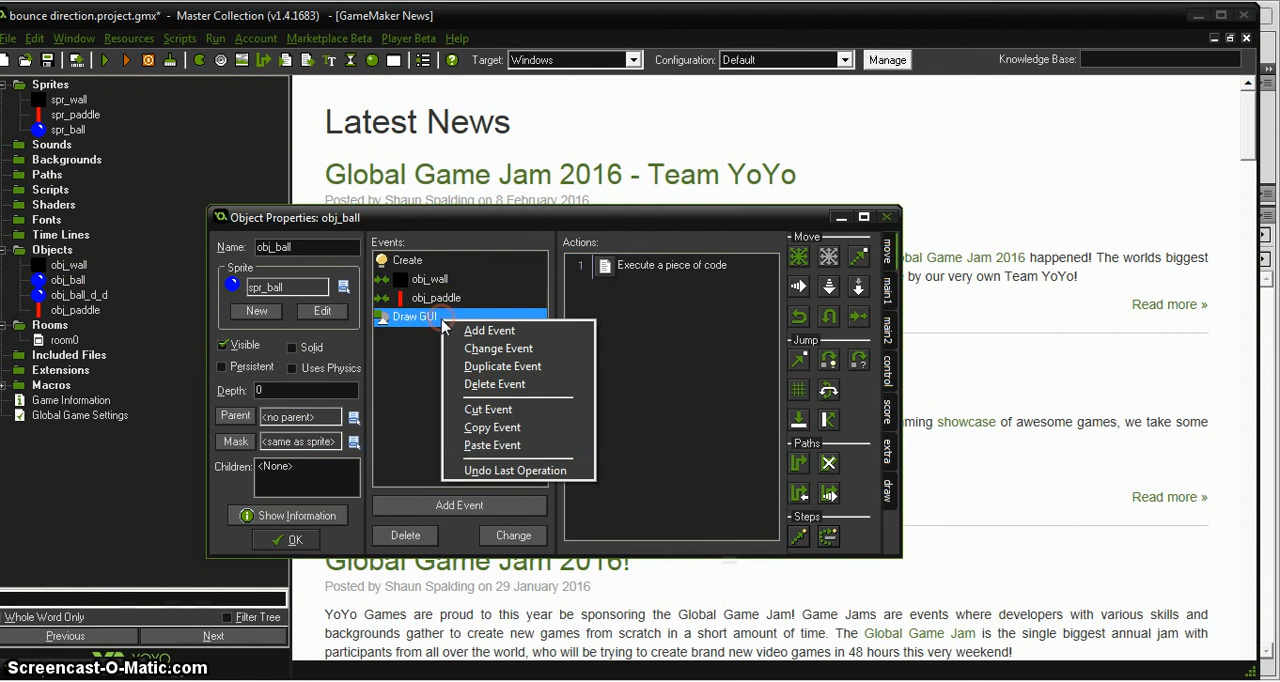 bounce direction.project.gmx* - Master Collection (v1.4.1683) - [GameMaker News]
File Edit Window Resources Scripts Run Account Marketplace Beta Player Beta Help
Target: Windows Configuration: Default Manage Knowledge Base:
Sprites
spr_wall
spr_paddle
spr_ball
Sounds
Backgrounds
Paths
Scripts
Shaders
Fonts
Time Lines
Objects
obj_wall
obj_ball
obj_ball_d_d
obj_paddle
Rooms
room0
Included Files
Extensions
Macros
Game Information
Global Game Settings
Whole Word Only Filter Tree
Previous Next
Latest News
Global Game Jam 2016 - Team YoYo
Posted by Shaun Spalding on 8 February 2016
Game Jam 2016 happened! The worlds biggest
e by our very own Team YoYo!
Read more »
showcase of awesome games, we take some
Read more »
Global Game Jam 2016!
Posted by Shaun Spalding on 29 January 2016
YoYo Games are proud to this year be sponsoring the Global Game Jam! Game Jams are events where developers with various skills and
backgrounds gather to create new games from scratch in a short amount of time. The Global Game Jam is the single biggest annual jam with
participants from all over the world, who will be trying to create brand new video games in 48 hours this very weekend!
Object Properties: obj_ball
Name: obj_ball
Sprite
spr_ball
New Edit
Visible Solid
Persistent Uses Physics
Depth: 0
Parent <no parent>
Mask <same as sprite>
Children: <None>
Show Information
OK
Events:
Create
obj_wall
obj_paddle
Draw GUI
Add Event
Change Event
Duplicate Event
Delete Event
Cut Event
Copy Event
Paste Event
Undo Last Operation
Add Event
Delete Change
Actions:
1 Execute a piece of code
Move
Jump
Paths
Steps
move
main1
main2
control
score
extra
draw
Screencast-O-Matic.com